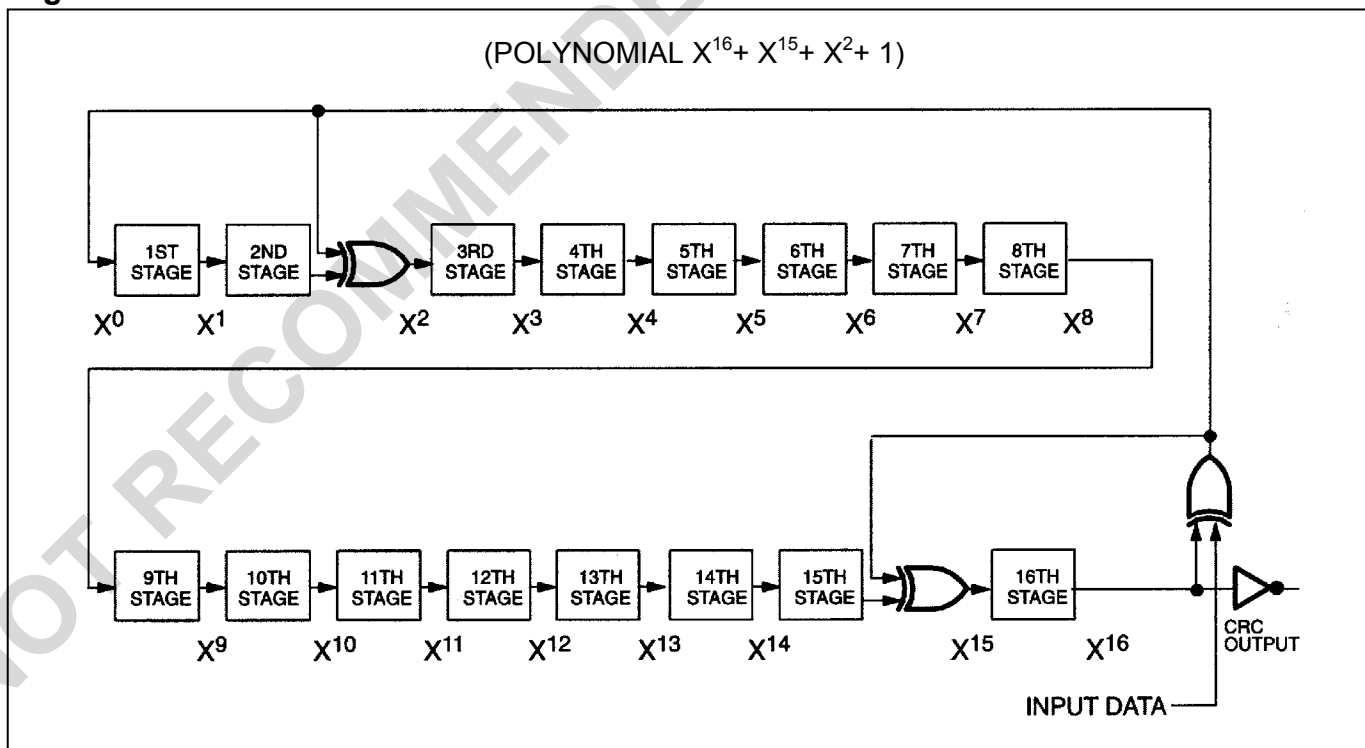 (POLYNOMIAL X16+ X15+ X2+ 1)
1ST STAGE
2ND STAGE
3RD STAGE
4TH STAGE
5TH STAGE
6TH STAGE
7TH STAGE
8TH STAGE
X0 X1 X2 X3 X4 X5 X6 X7 X8
9TH STAGE
10TH STAGE
11TH STAGE
12TH STAGE
13TH STAGE
14TH STAGE
15TH STAGE
16TH STAGE
X9 X10 X11 X12 X13 X14 X15 X16
CRC OUTPUT
INPUT DATA
NOT RECOMMENDE